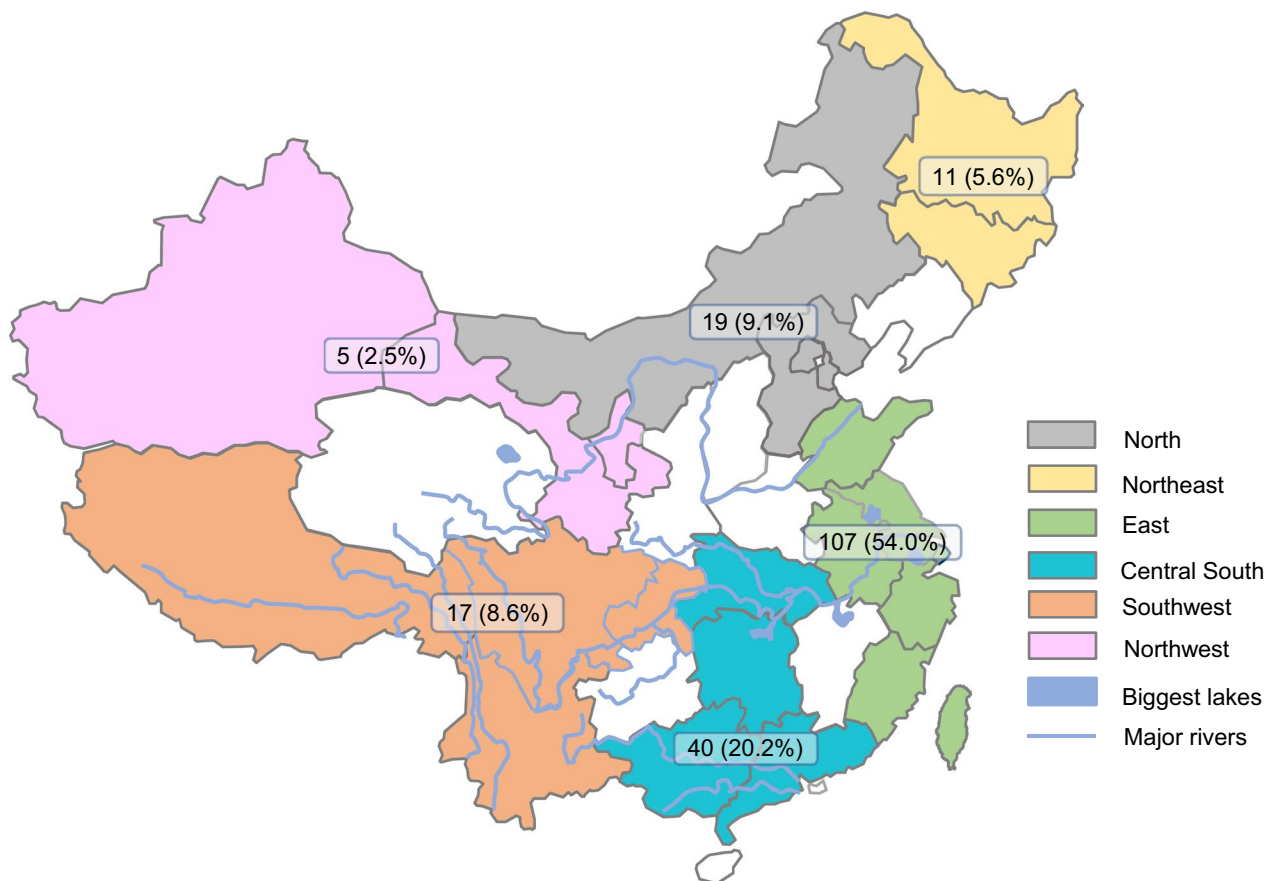 11 (5.6%)
19 (9.1%)
5 (2.5%)
107 (54.0%)
17 (8.6%)
40 (20.2%)
North
Northeast
East
Central South
Southwest
Northwest
Biggest lakes
Major rivers